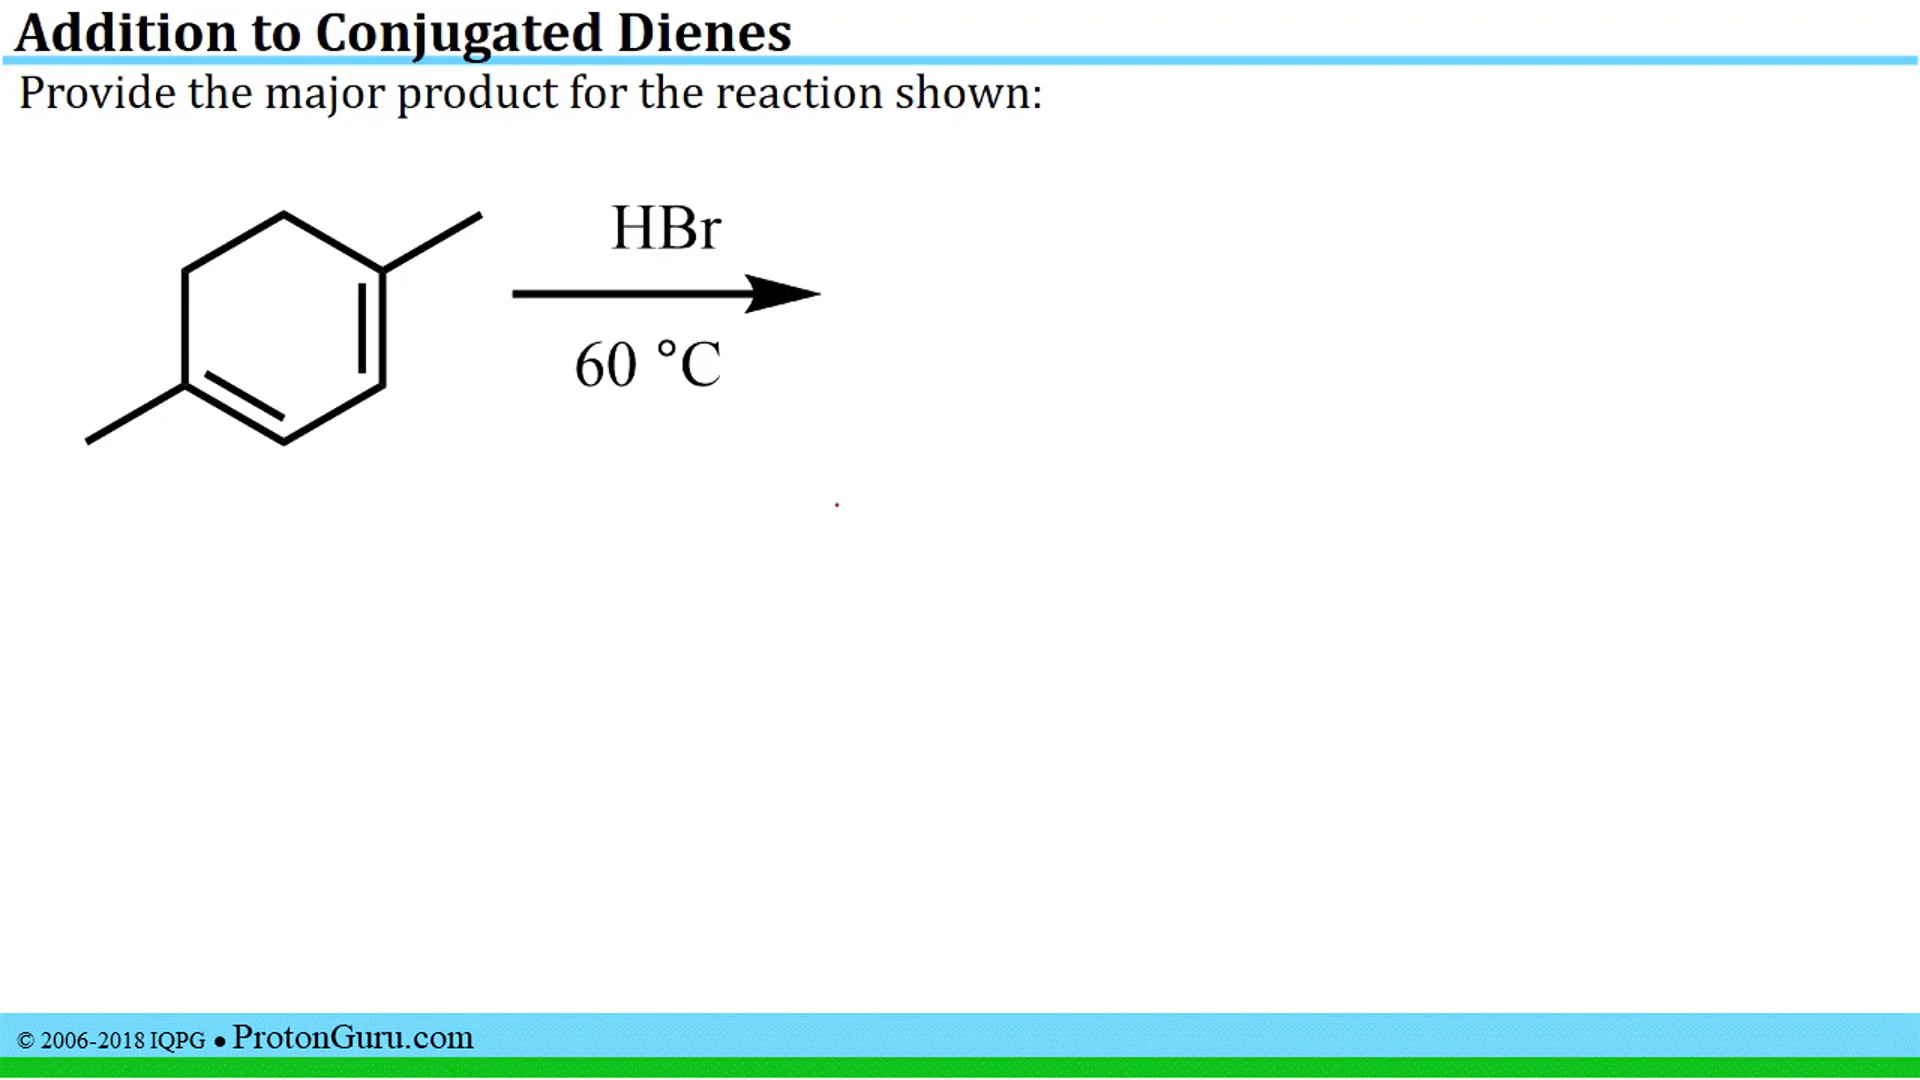 Addition to Conjugated Dienes
Provide the major product for the reaction shown:
HBr
60 °C
© 2006-2018 IQPG ● ProtonGuru.com